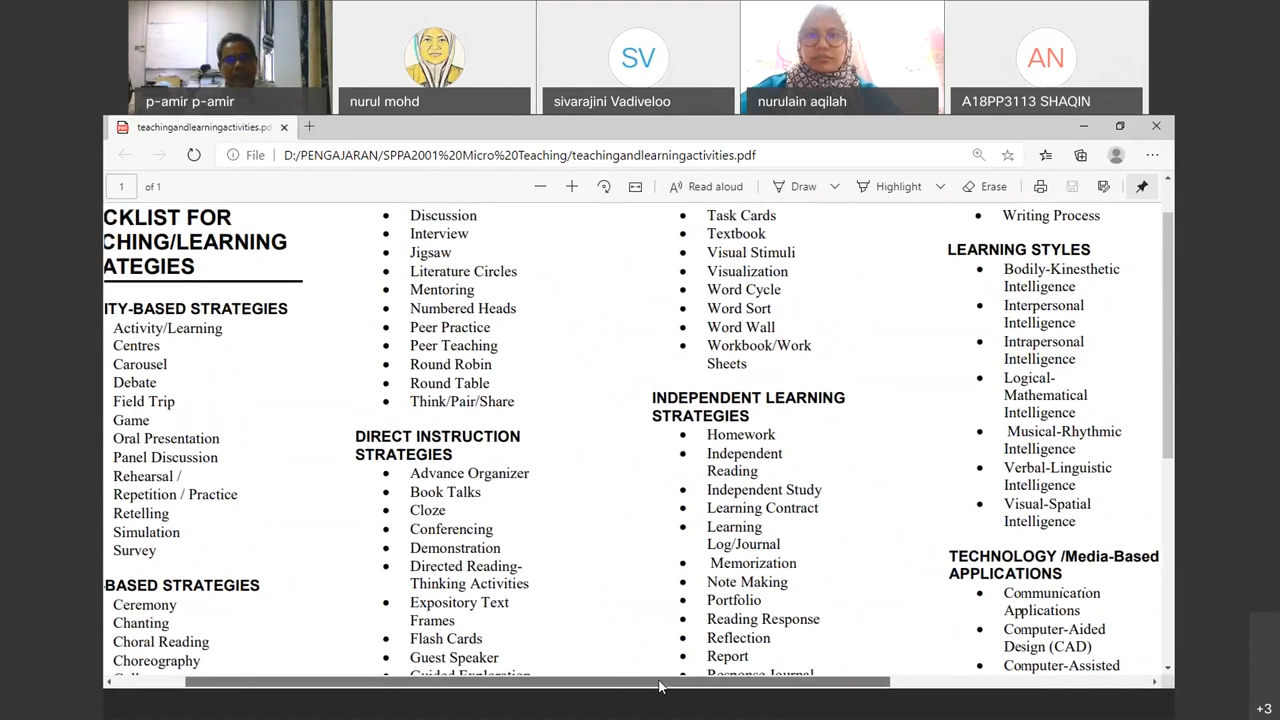 p-amir p-amir
nurul mohd
SV
sivarajini Vadiveloo
nurulain aqilah
AN
A18PP3113 SHAQIN
teachingandlearningactivities.pd
File
D:/PENGAJARAN/SPPA2001%20Micro%20Teaching/teachingandlearningactivities.pdf
1 of 1
Read aloud
Draw
Highlight
Erase
CKLIST FOR
CHING/LEARNING
ATEGIES
ITY-BASED STRATEGIES
Activity/Learning
Centres
Carousel
Debate
Field Trip
Game
Oral Presentation
Panel Discussion
Rehearsal /
Repetition / Practice
Retelling
Simulation
Survey
-BASED STRATEGIES
Ceremony
Chanting
Choral Reading
Choreography
• Discussion
• Interview
• Jigsaw
• Literature Circles
• Mentoring
• Numbered Heads
• Peer Practice
• Peer Teaching
• Round Robin
• Round Table
• Think/Pair/Share
DIRECT INSTRUCTION
STRATEGIES
• Advance Organizer
• Book Talks
• Cloze
• Conferencing
• Demonstration
• Directed Reading-
Thinking Activities
• Expository Text
Frames
• Flash Cards
• Guest Speaker
• Guided Exploration
• Task Cards
• Textbook
• Visual Stimuli
• Visualization
• Word Cycle
• Word Sort
• Word Wall
• Workbook/Work
Sheets
INDEPENDENT LEARNING
STRATEGIES
• Homework
• Independent
Reading
• Independent Study
• Learning Contract
• Learning
Log/Journal
• Memorization
• Note Making
• Portfolio
• Reading Response
• Reflection
• Report
• Response Journal
• Writing Process
LEARNING STYLES
• Bodily-Kinesthetic
Intelligence
• Interpersonal
Intelligence
• Intrapersonal
Intelligence
• Logical-
Mathematical
Intelligence
• Musical-Rhythmic
Intelligence
• Verbal-Linguistic
Intelligence
• Visual-Spatial
Intelligence
TECHNOLOGY /Media-Based
APPLICATIONS
• Communication
Applications
• Computer-Aided
Design (CAD)
• Computer-Assisted
+3